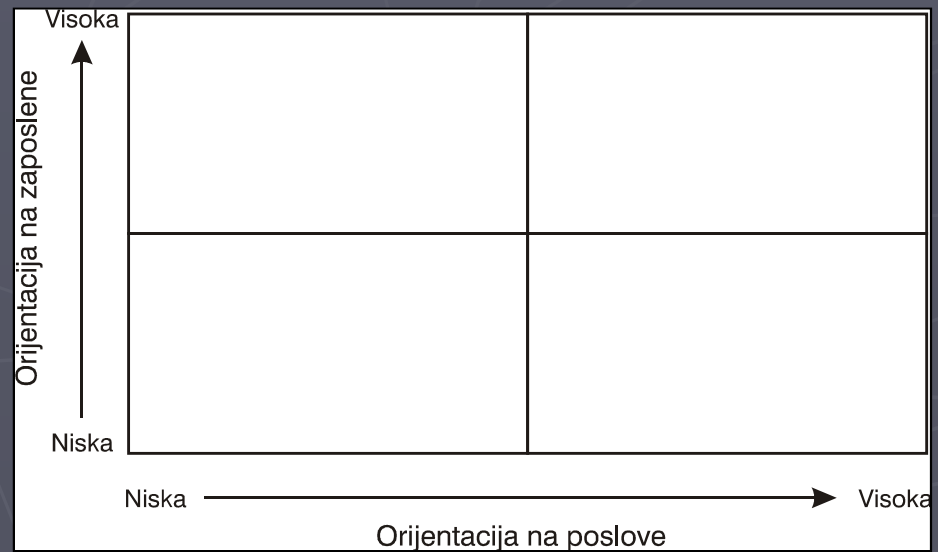 Visoka
Orijentacija na zaposlene
Niska
Niska
Visoka
Orijentacija na poslove